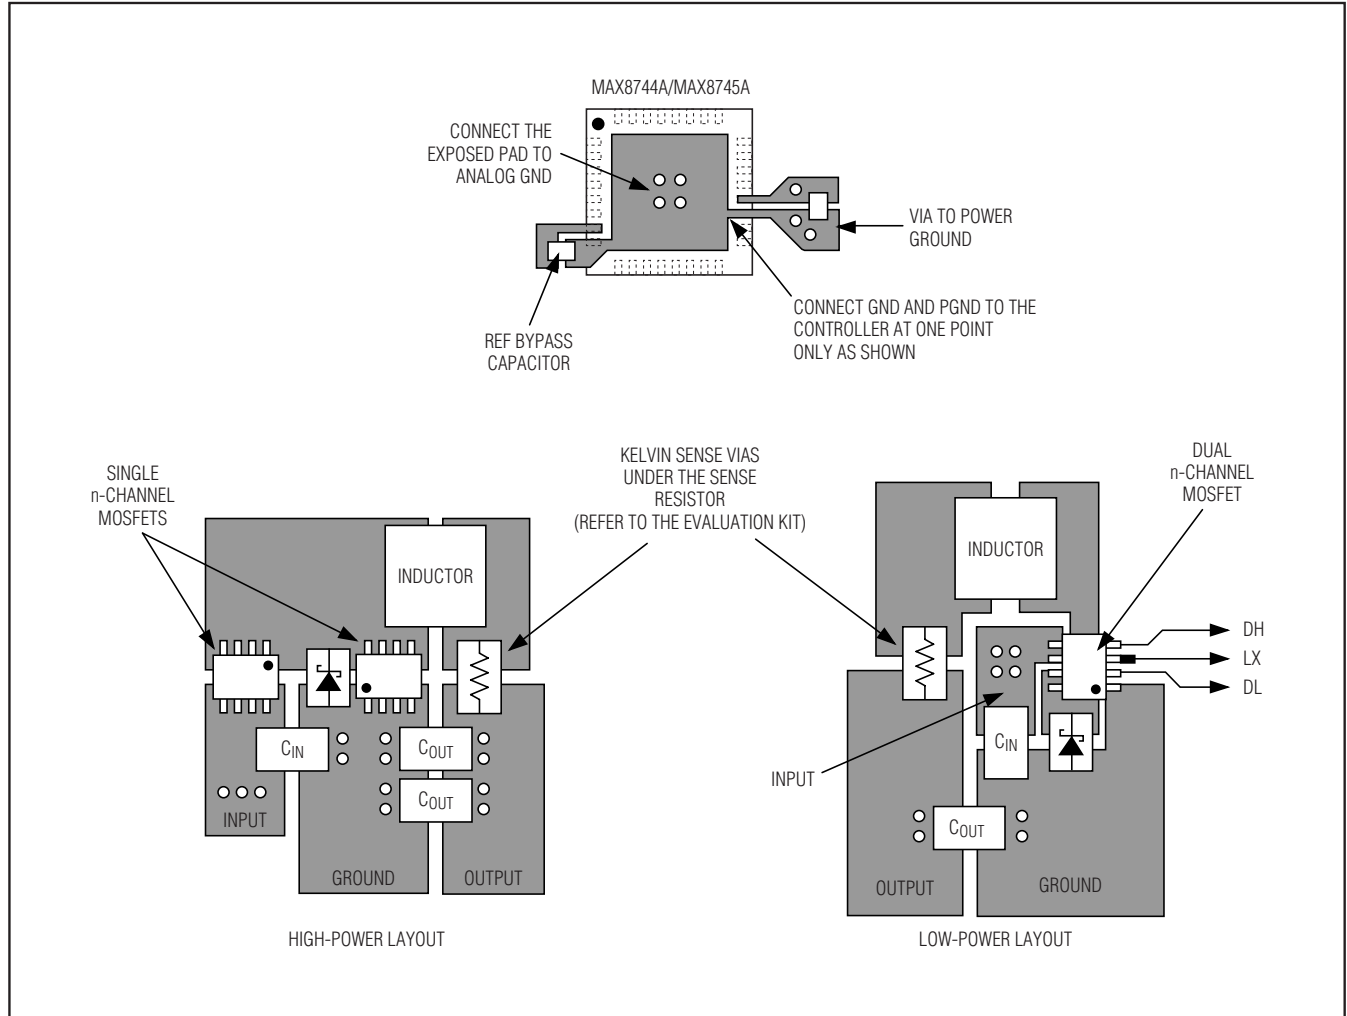 MAX8744A/MAX8745A
CONNECT THE
EXPOSED PAD TO
ANALOG GND
VIA TO POWER
GROUND
CONNECT GND AND PGND TO THE
CONTROLLER AT ONE POINT
ONLY AS SHOWN
REF BYPASS
CAPACITOR
SINGLE
n-CHANNEL
MOSFETS
KELVIN SENSE VIAS
UNDER THE SENSE
RESISTOR
(REFER TO THE EVALUATION KIT)
DUAL
n-CHANNEL
MOSFET
INDUCTOR
CIN
COUT
COUT
INPUT
GROUND
OUTPUT
HIGH-POWER LAYOUT
INDUCTOR
DH
LX
DL
CIN
INPUT
COUT
OUTPUT
GROUND
LOW-POWER LAYOUT